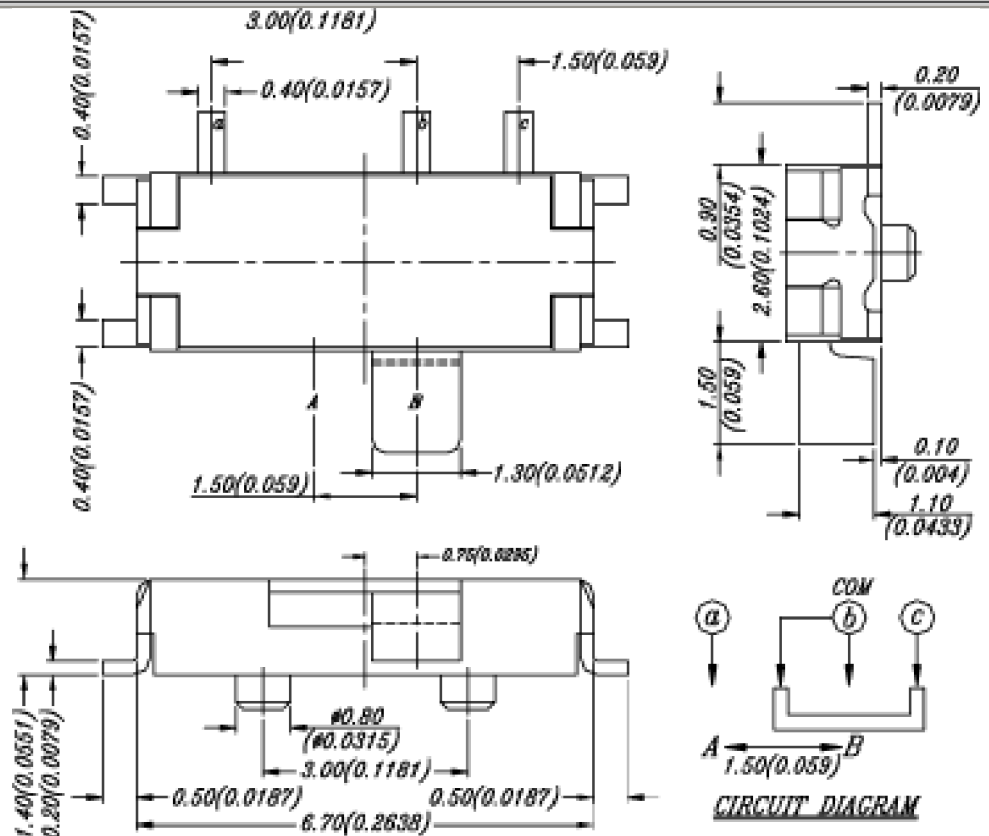 3.00(0.1181)
1.50(0.059)
0.40(0.0157)
0.40(0.0157)
a
b
c
0.20
(0.0079)
0.90
(0.0354)
2.60(0.1024)
A
B
0.40(0.0157)
1.50(0.059)
1.30(0.0512)
1.50
(0.059)
0.10
(0.004)
1.10
(0.0433)
0.75(0.0295)
COM
a
b
c
1.40(0.0551)
0.20(0.0079)
ø0.80
(ø0.0315)
3.00(0.1181)
0.50(0.0187)
0.50(0.0187)
6.70(0.2638)
A
B
1.50(0.059)
CIRCUIT DIAGRAM